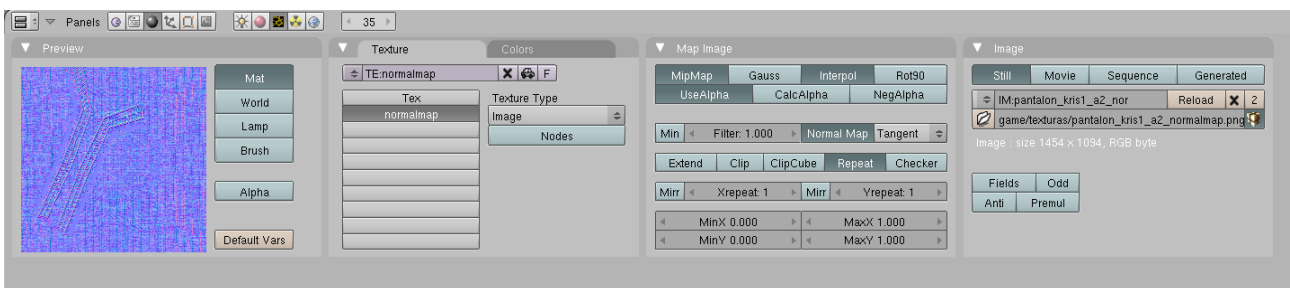 Panels 35
Preview
Mat
World
Lamp
Brush
Alpha
Default Vars
Texture Colors
TE:normalmap F
Tex
normalmap
Texture Type
Image
Nodes
Map Image
MipMap Gauss Interpol Rot90
UseAlpha CalcAlpha NegAlpha
Min Filter: 1.000 Normal Map Tangent
Extend Clip ClipCube Repeat Checker
Mirr Xrepeat: 1 Mirr Yrepeat: 1
MinX 0.000 MaxX 1.000
MinY 0.000 MaxY 1.000
Image
Still Movie Sequence Generated
IM:pantalon_kris1_a2_nor Reload 2
game/texturas/pantalon_kris1_a2_normalmap.png
Image : size 1454 x 1094, RGB byte
Fields Odd
Anti Premul